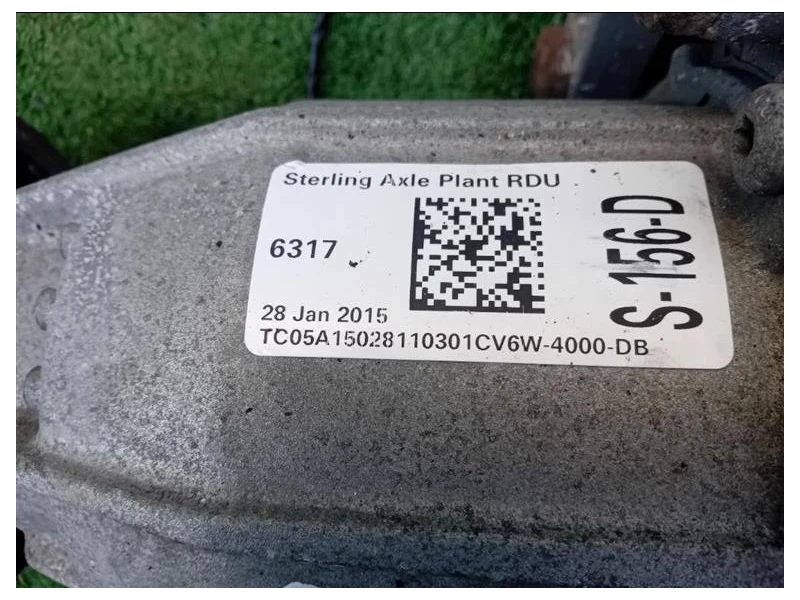 Sterling Axle Plant RDU
6317
28 Jan 2015
TC05A15028110301CV6W-4000-DB
S-156-D